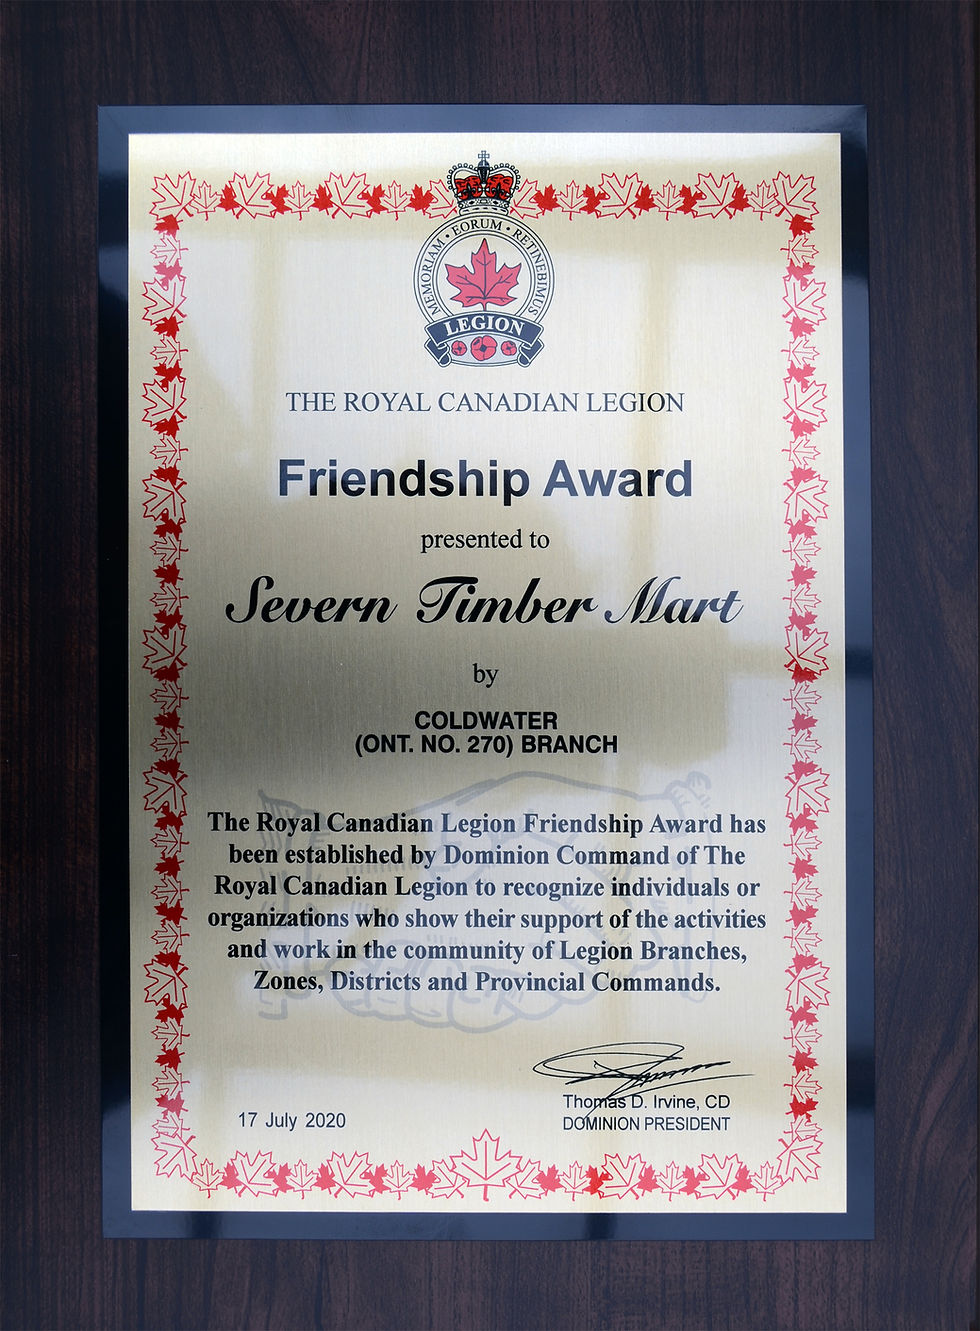 MEMORIAM • EORUM • RETINEBIMUS
LEGION
THE ROYAL CANADIAN LEGION
Friendship Award
presented to
Severn Timber Mart
by
COLDWATER
(ONT. NO. 270) BRANCH
The Royal Canadian Legion Friendship Award has
been established by Dominion Command of The
Royal Canadian Legion to recognize individuals or
organizations who show their support of the activities
and work in the community of Legion Branches,
Zones, Districts and Provincial Commands.
17 July 2020
Thomas D. Irvine, CD
DOMINION PRESIDENT